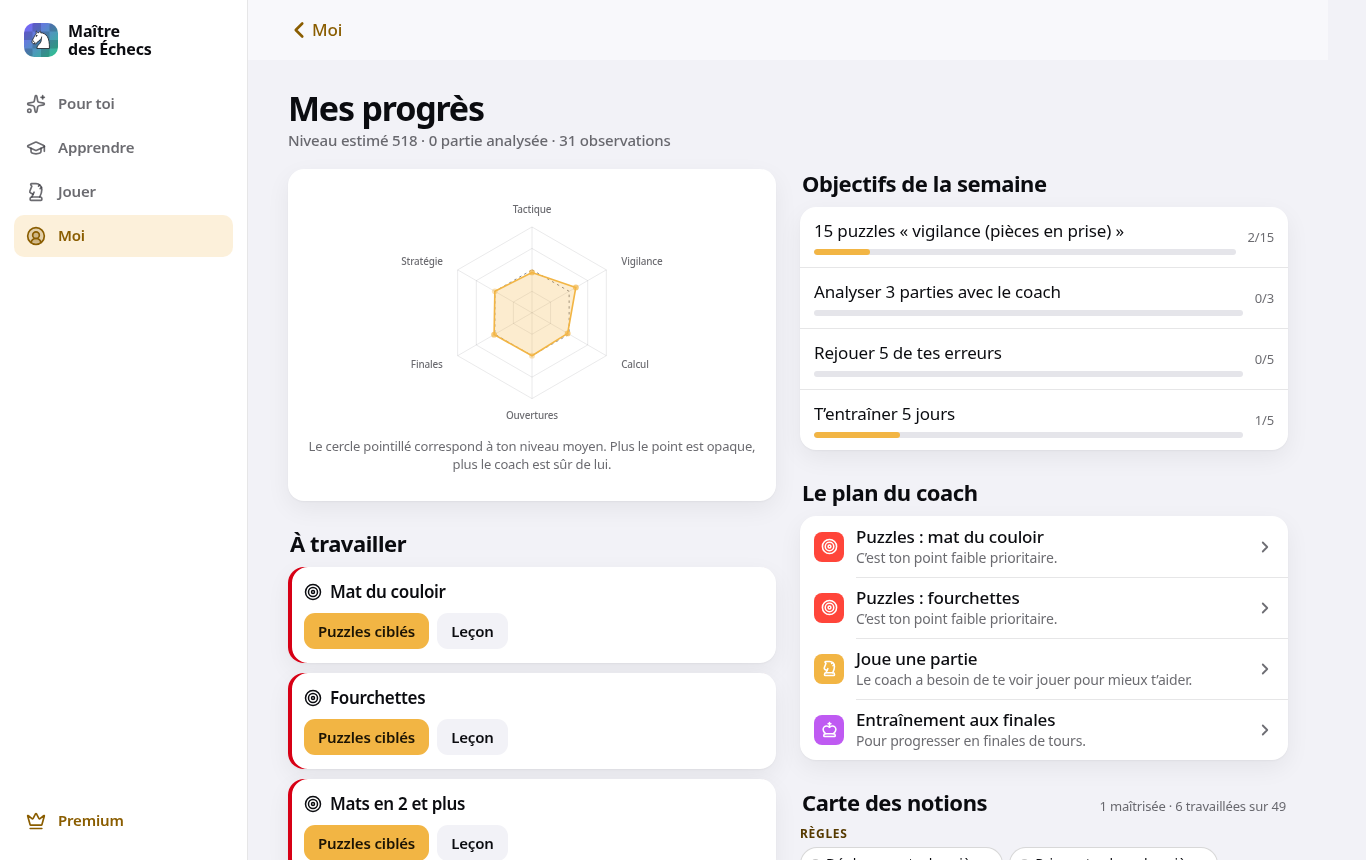 Maître
des Échecs
Pour toi
Apprendre
Jouer
Moi
Premium
Moi
Mes progrès
Niveau estimé 518 · 0 partie analysée · 31 observations
Tactique
Stratégie
Vigilance
Finales
Calcul
Ouvertures
Le cercle pointillé correspond à ton niveau moyen. Plus le point est opaque,
plus le coach est sûr de lui.
À travailler
Mat du couloir
Puzzles ciblés
Leçon
Fourchettes
Puzzles ciblés
Leçon
Mats en 2 et plus
Puzzles ciblés
Leçon
Objectifs de la semaine
15 puzzles « vigilance (pièces en prise) »
2/15
Analyser 3 parties avec le coach
0/3
Rejouer 5 de tes erreurs
0/5
T’entraîner 5 jours
1/5
Le plan du coach
Puzzles : mat du couloir
C’est ton point faible prioritaire.
Puzzles : fourchettes
C’est ton point faible prioritaire.
Joue une partie
Le coach a besoin de te voir jouer pour mieux t’aider.
Entraînement aux finales
Pour progresser en finales de tours.
Carte des notions
1 maîtrisée · 6 travaillées sur 49
RÈGLES